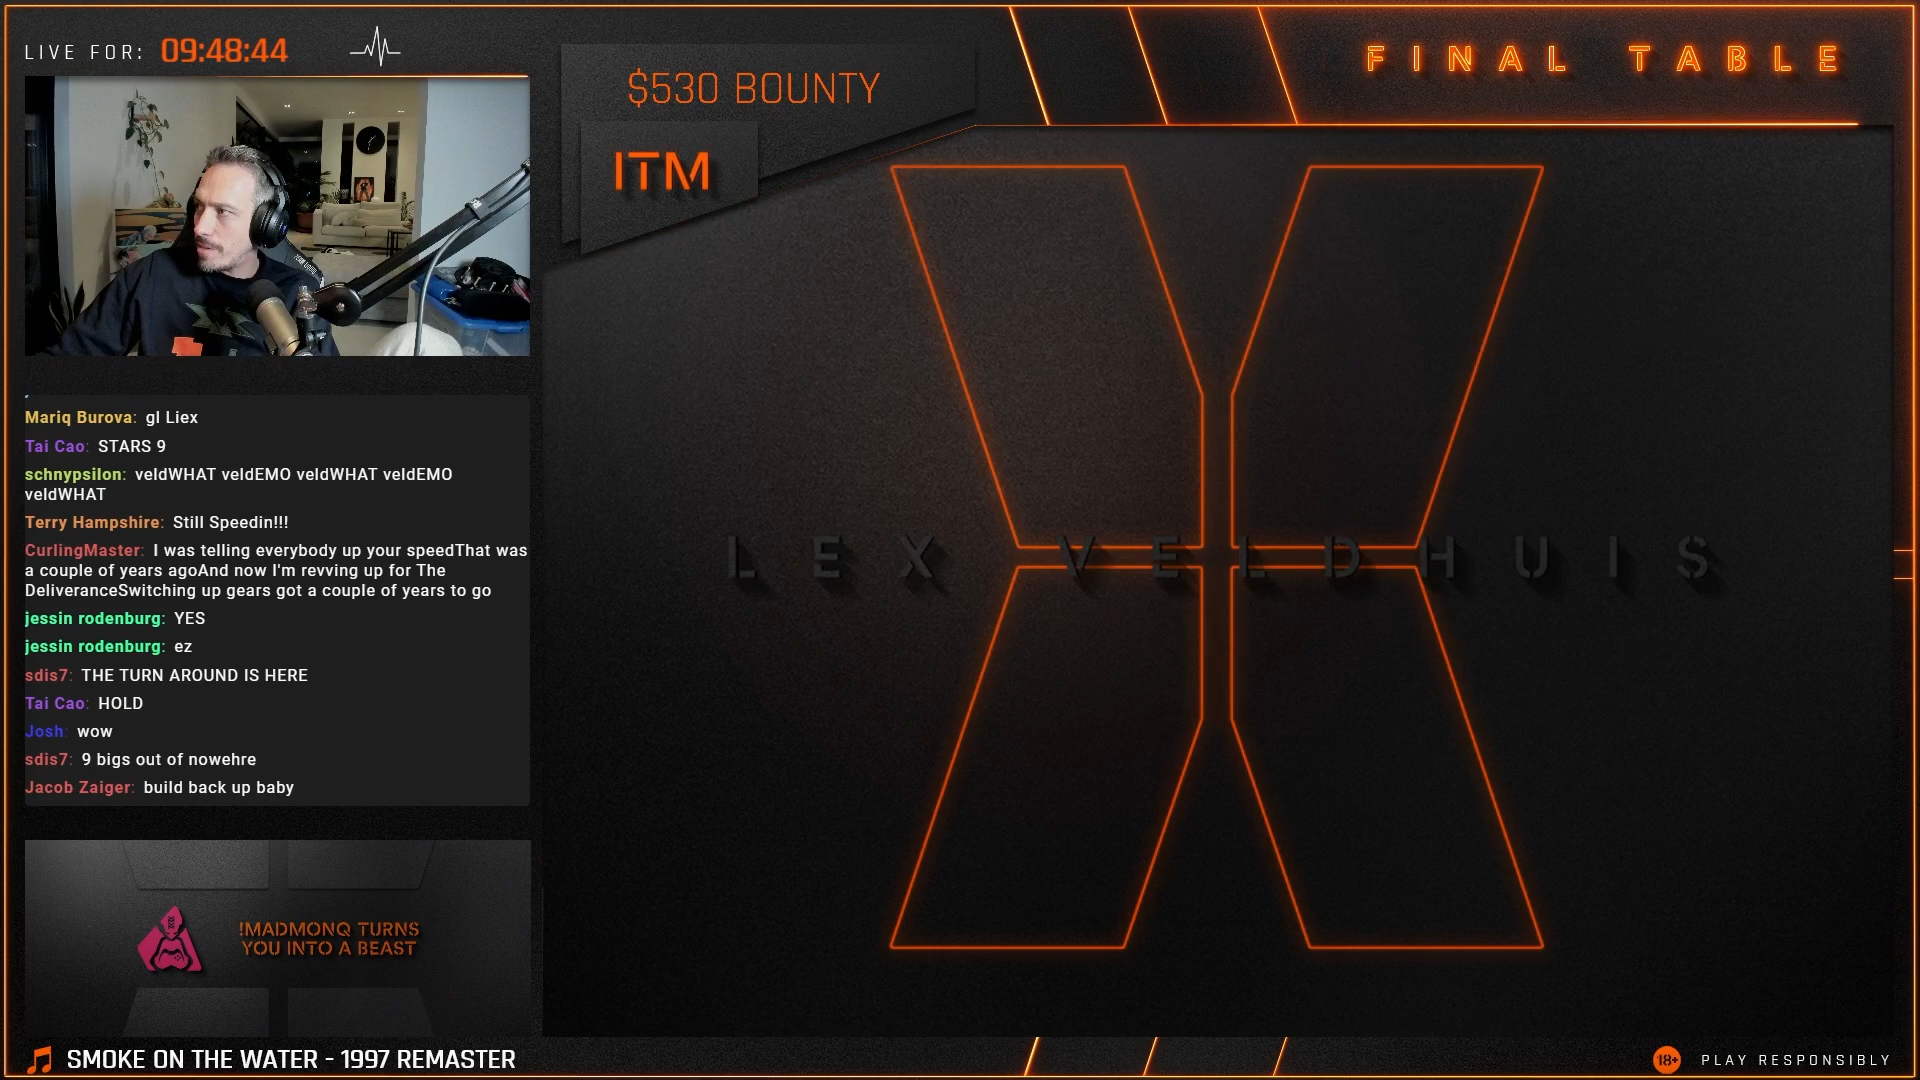 LIVE FOR: 09:48:44
$530 BOUNTY
ITM
FINAL TABLE
Mariq Burova: gl Liex
Tai Cao: STARS 9
schnypsilon: veldWHAT veldEMO veldWHAT veldEMO
veldWHAT
Terry Hampshire: Still Speedin!!!
CurlingMaster: I was telling everybody up your speedThat was
a couple of years agoAnd now I'm revving up for The
DeliveranceSwitching up gears got a couple of years to go
jessin rodenburg: YES
jessin rodenburg: ez
sdis7: THE TURN AROUND IS HERE
Tai Cao: HOLD
Josh: wow
sdis7: 9 bigs out of nowehre
Jacob Zaiger: build back up baby
LEX VELDHUIS
!MADMONQ TURNS
YOU INTO A BEAST
SMOKE ON THE WATER - 1997 REMASTER
18+ PLAY RESPONSIBLY